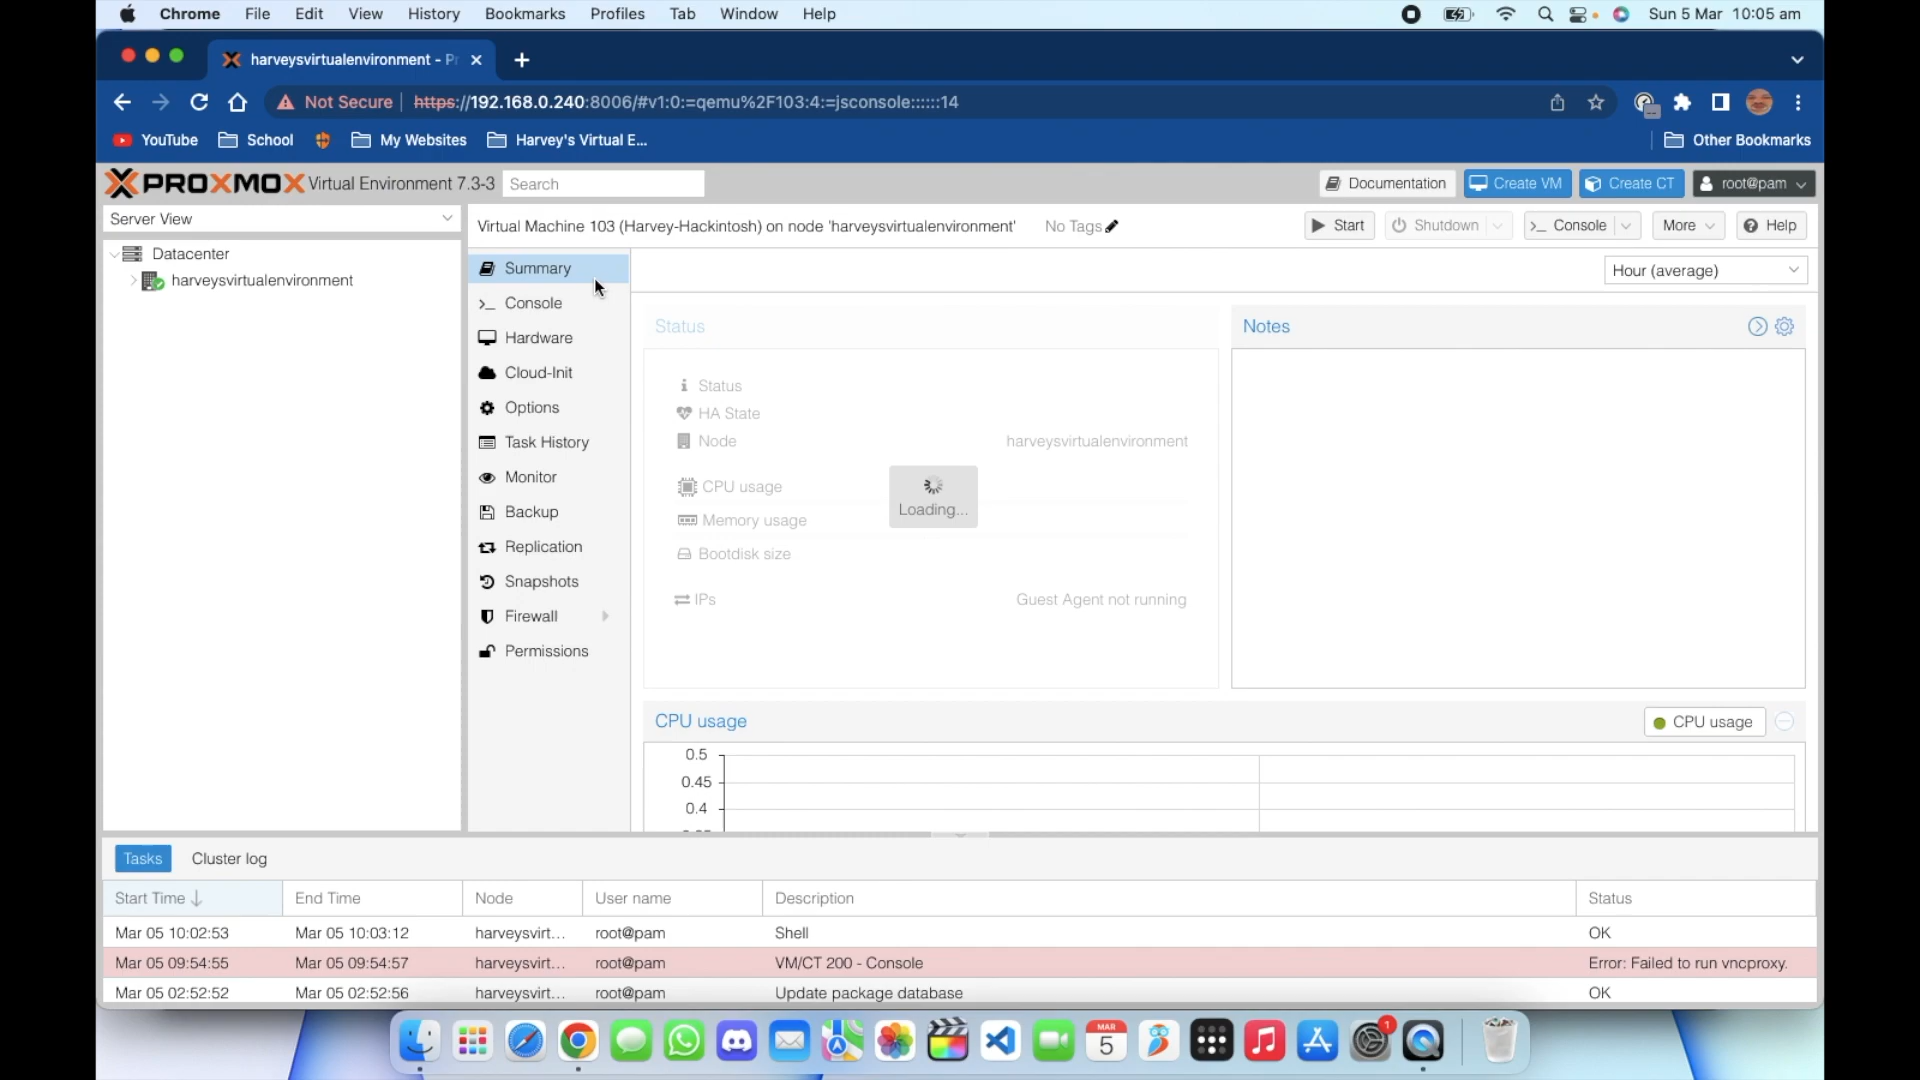 Chrome File Edit View History Bookmarks Profiles Tab Window Help Sun 5 Mar 10:05 am
harveysvirtualenvironment - Pr
Not Secure https://192.168.0.240:8006/#v1:0:=qemu%2F103:4:=jsconsole::::::14
YouTube School My Websites Harvey's Virtual E... Other Bookmarks
PROXMOX Virtual Environment 7.3-3 Search Documentation Create VM Create CT root@pam
Server View
Virtual Machine 103 (Harvey-Hackintosh) on node 'harveysvirtualenvironment' No Tags Start Shutdown >_ Console More Help
Datacenter
harveysvirtualenvironment
Summary
Console
Hardware
Cloud-Init
Options
Task History
Monitor
Backup
Replication
Snapshots
Firewall
Permissions
Hour (average)
Status
Status
HA State
Node harveysvirtualenvironment
CPU usage
Memory usage
Bootdisk size
IPs Guest Agent not running
Loading...
Notes
CPU usage CPU usage
0.5
0.45
0.4
Tasks Cluster log
Start Time End Time Node User name Description Status
Mar 05 10:02:53 Mar 05 10:03:12 harveysvirt... root@pam Shell OK
Mar 05 09:54:55 Mar 05 09:54:57 harveysvirt... root@pam VM/CT 200 - Console Error: Failed to run vncproxy.
Mar 05 02:52:52 Mar 05 02:52:56 harveysvirt... root@pam Update package database OK
MAR
5
1